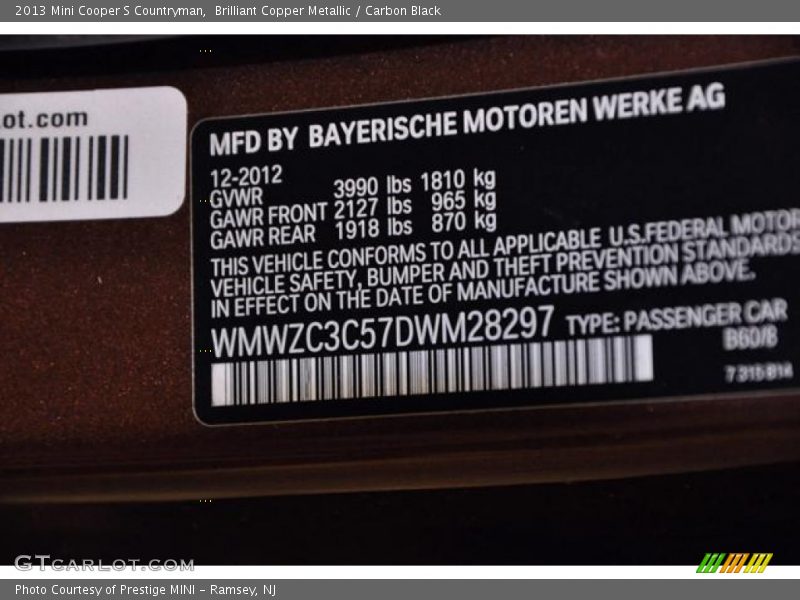 2013 Mini Cooper S Countryman, Brilliant Copper Metallic / Carbon Black
ot.com
MFD BY BAYERISCHE MOTOREN WERKE AG
12-2012
GVWR 3990 lbs 1810 kg
GAWR FRONT 2127 lbs 965 kg
GAWR REAR 1918 lbs 870 kg
THIS VEHICLE CONFORMS TO ALL APPLICABLE U.S.FEDERAL MOTOR
VEHICLE SAFETY, BUMPER AND THEFT PREVENTION STANDARDS
IN EFFECT ON THE DATE OF MANUFACTURE SHOWN ABOVE.
WMWZC3C57DWM28297 TYPE: PASSENGER CAR
B60/B
7 315 814
GTCARLOT.COM
Photo Courtesy of Prestige MINI - Ramsey, NJ